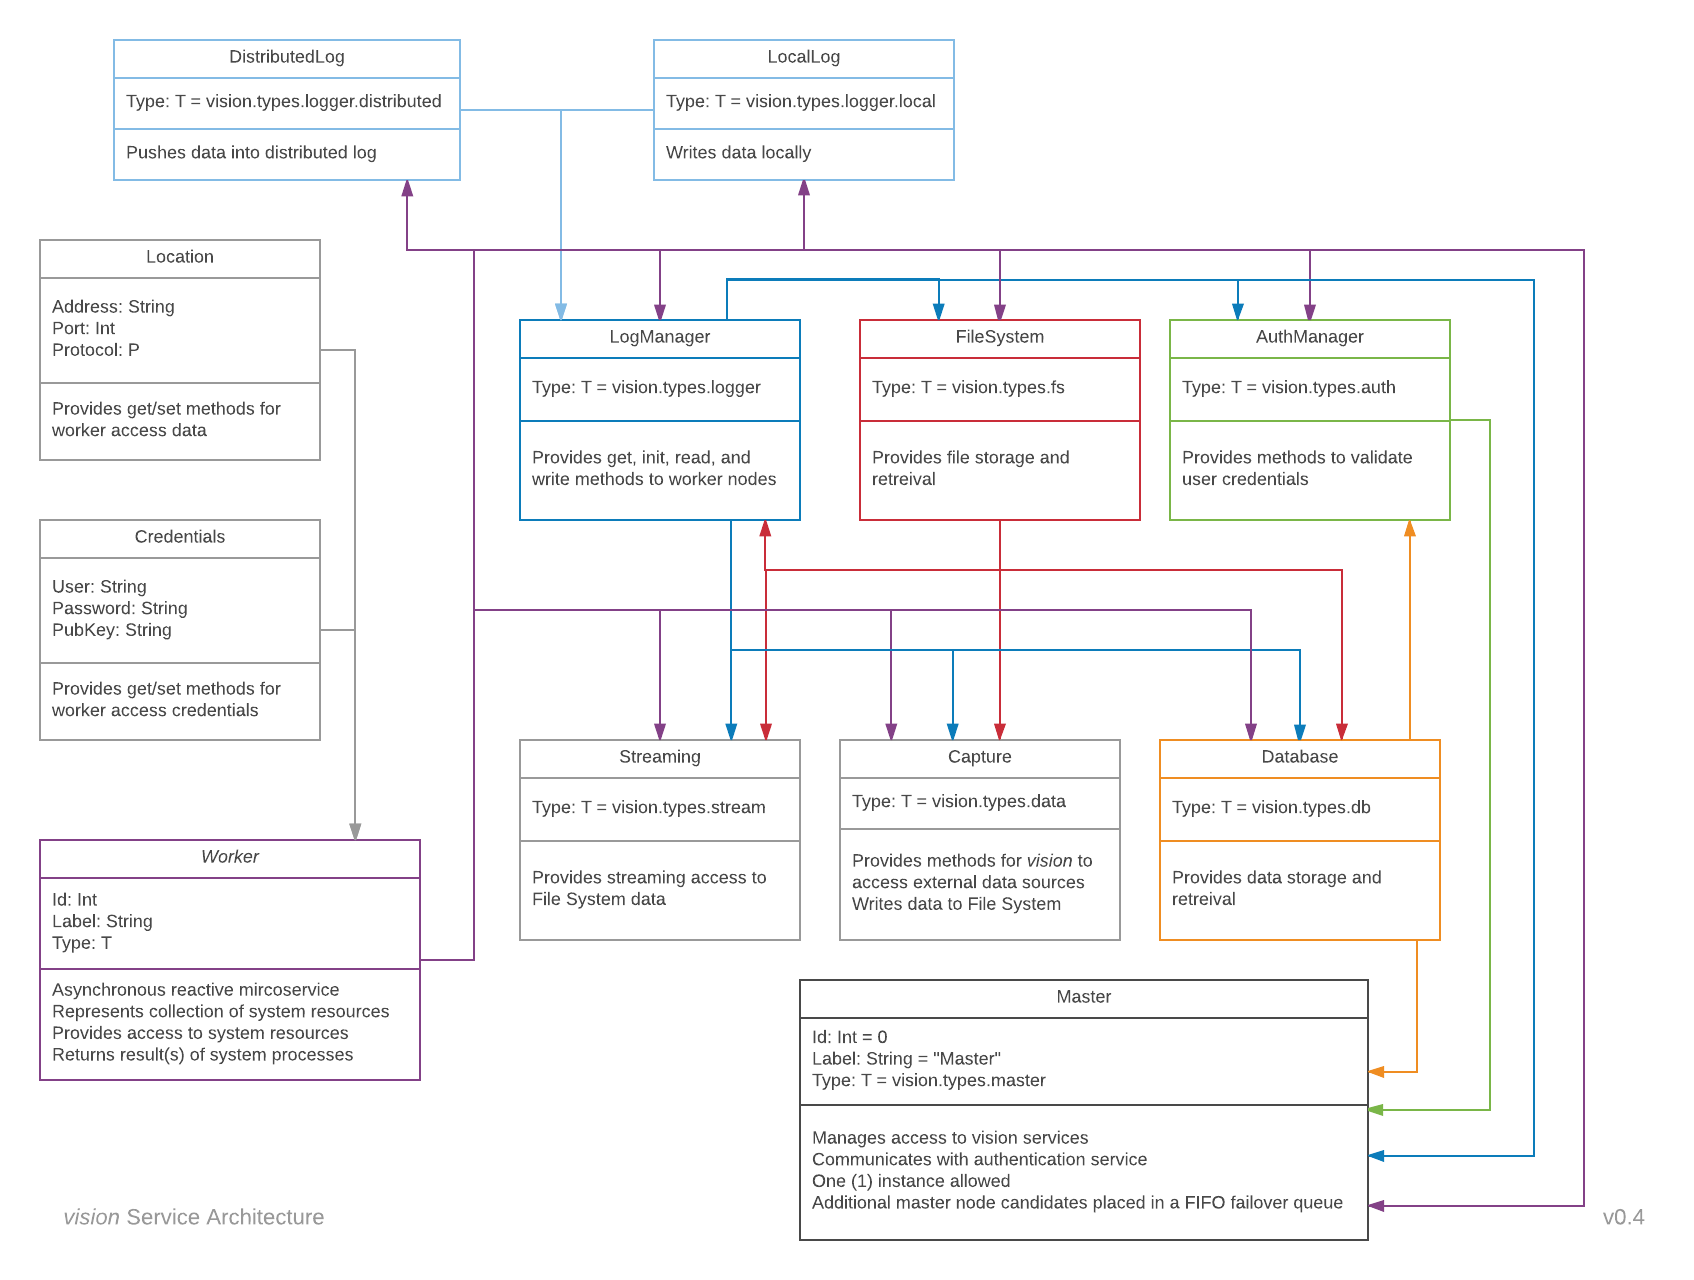 DistributedLog
Type: T = vision.types.logger.distributed
Pushes data into distributed log
LocalLog
Type: T = vision.types.logger.local
Writes data locally
Location
Address: String
Port: Int
Protocol: P
Provides get/set methods for
worker access data
LogManager
Type: T = vision.types.logger
Provides get, init, read, and
write methods to worker nodes
FileSystem
Type: T = vision.types.fs
Provides file storage and
retreival
AuthManager
Type: T = vision.types.auth
Provides methods to validate
user credentials
Credentials
User: String
Password: String
PubKey: String
Provides get/set methods for
worker access credentials
Streaming
Type: T = vision.types.stream
Provides streaming access to
File System data
Capture
Type: T = vision.types.data
Provides methods for vision to
access external data sources
Writes data to File System
Database
Type: T = vision.types.db
Provides data storage and
retreival
Worker
Id: Int
Label: String
Type: T
Asynchronous reactive mircoservice
Represents collection of system resources
Provides access to system resources
Returns result(s) of system processes
Master
Id: Int = 0
Label: String = "Master"
Type: T = vision.types.master
Manages access to vision services
Communicates with authentication service
One (1) instance allowed
Additional master node candidates placed in a FIFO failover queue
vision Service Architecture
v0.4